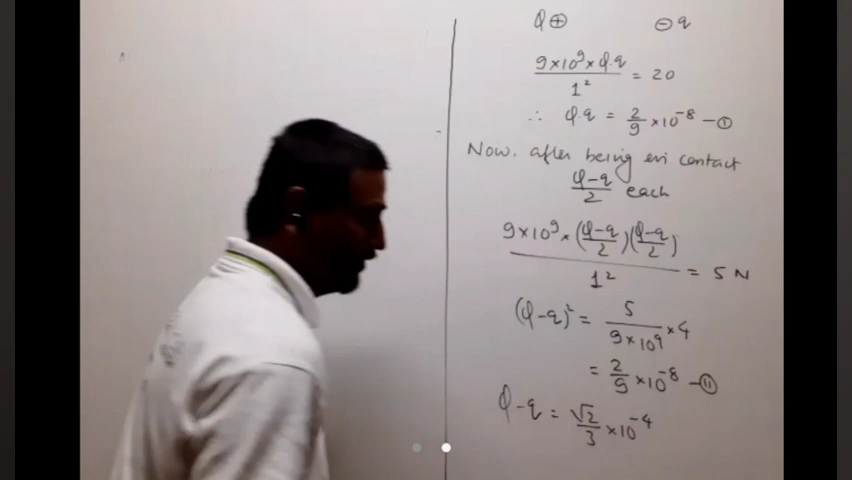 Q⊕ ⊖q
9×10⁹×Q.q / 1² = 20
∴ Q.q = 2/9 ×10⁻⁸ —①
Now. after being in contact
Q-q / 2 each
9×10⁹×(Q-q/2)(Q-q/2) / 1² = 5 N
(Q-q)² = 5 / 9×10⁹ ×4
= 2/9 ×10⁻⁸ —⑪
Q-q = √2/3 ×10⁻⁴